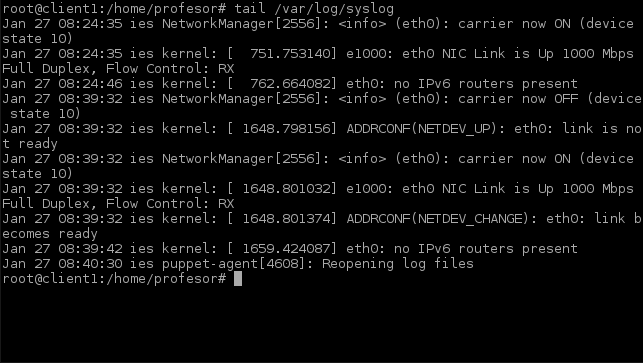 root@client1:/home/profesor# tail /var/log/syslog
Jan 27 08:24:35 ies NetworkManager[2556]: <info> (eth0): carrier now ON (device
state 10)
Jan 27 08:24:35 ies kernel: [  751.753140] e1000: eth0 NIC Link is Up 1000 Mbps
Full Duplex, Flow Control: RX
Jan 27 08:24:46 ies kernel: [  762.664082] eth0: no IPv6 routers present
Jan 27 08:39:32 ies NetworkManager[2556]: <info> (eth0): carrier now OFF (device
 state 10)
Jan 27 08:39:32 ies kernel: [ 1648.798156] ADDRCONF(NETDEV_UP): eth0: link is no
t ready
Jan 27 08:39:32 ies NetworkManager[2556]: <info> (eth0): carrier now ON (device
state 10)
Jan 27 08:39:32 ies kernel: [ 1648.801032] e1000: eth0 NIC Link is Up 1000 Mbps
Full Duplex, Flow Control: RX
Jan 27 08:39:32 ies kernel: [ 1648.801374] ADDRCONF(NETDEV_CHANGE): eth0: link b
ecomes ready
Jan 27 08:39:42 ies kernel: [ 1659.424087] eth0: no IPv6 routers present
Jan 27 08:40:30 ies puppet-agent[4608]: Reopening log files
root@client1:/home/profesor#